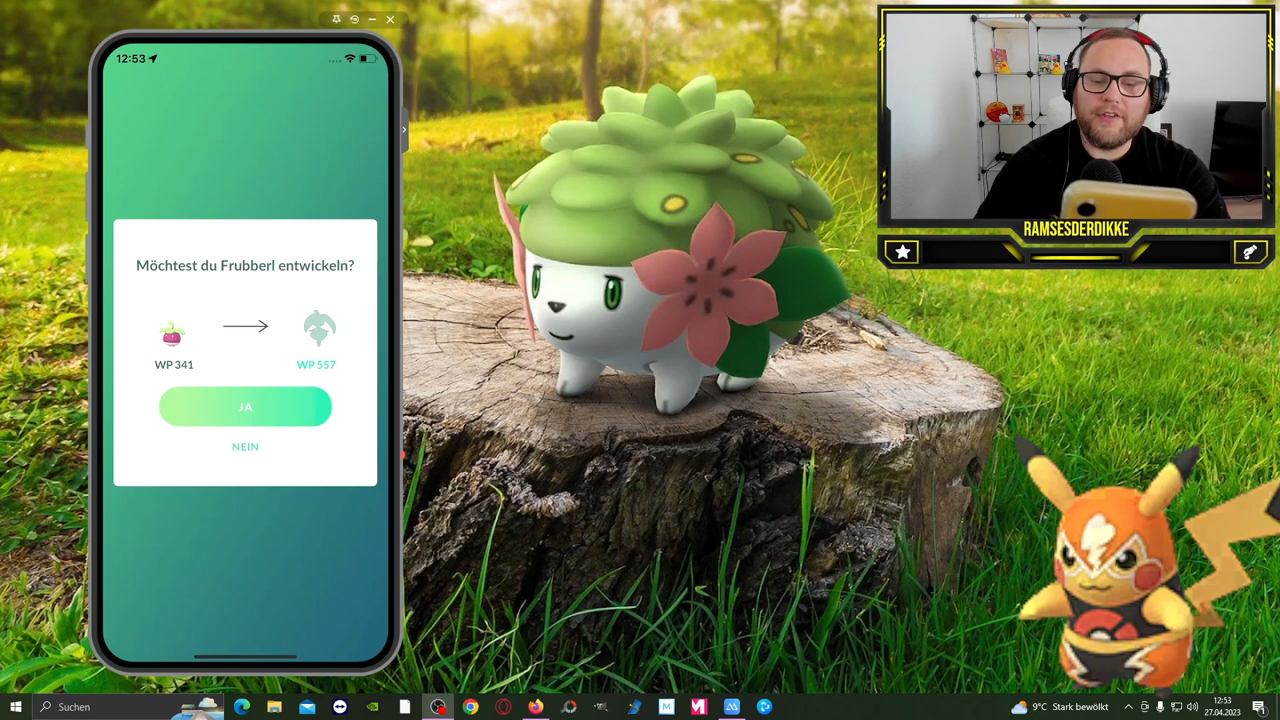 12:53
Möchtest du Frubberl entwickeln?
WP 341
WP 557
JA
NEIN
RAMSESDERDIKKE
Suchen
9°C Stark bewölkt
12:53
27.04.2023